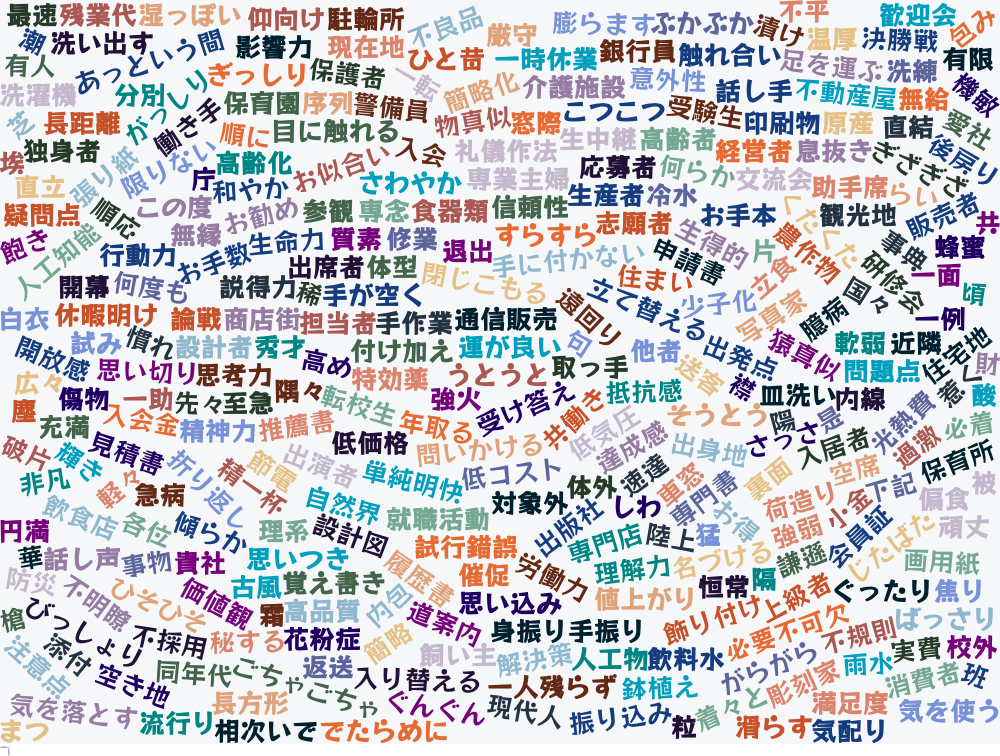 最速 残業代 湿っぽい 仰向け 駐輪所 不良品 厳守 膨らます ぶかぶか 漬け 不平 温厚 歓迎会 包み
潮 洗い出す あっという間 影響力 現在地 ひと昔 一時休業 銀行員 触れ合い 足を運ぶ 決勝戦 洗練 有限
有人 洗濯機 分別 がっしり ぎっしり 保護者 一転 簡略化 介護施設 意外性 話し手 不動産屋 無給 機敏
芝 長距離 働き手 保育園 序列 警備員 物真似 窓際 こつこつ 受験生 印刷物 原産 直結 愛社
埃 独身者 張り紙 限りない 順に 目に触れる 高齢化 お似合い 入会 礼儀作法 生中継 高齢者 経営者 息抜き ぎざぎざ 後戻り
直立 庁 和やか さわやか 専業主婦 応募者 何らか 交流会 助手席 らい 販売者 共
疑問点 順応 この度 お勧め 参観 専念 食器類 信頼性 生産者 冷水 志願者 お手本 くたくた 観光地
飽き 人工知能 行動力 無縁 お手数 生命力 質素 修業 退出 すらすら 手に付かない 生得的 申請書 片 農作物 事典 蜂蜜
開幕 何度も 説得力 出席者 体型 稀 手が空く 閉じこもる 住まい 立食 研修会 一面 頃
白衣 休暇明け 論戦 商店街 担当者 手作業 通信販売 遠回り 立て替える 少子化 写真家 臆病 国々 一例
開放感 試み 慣れ 設計者 秀才 高め 付け加え 運が良い 句 他者 出発点 猿真似 軟弱 近隣 住宅地
広々 思い切り 思考力 隅々 特効薬 うとうと 取っ手 抵抗感 送客 襟 皿洗い 問題点 惹く 財
塵 傷物 一助 先々 至急 転校生 強火 受け答え 共働き 内線 酸
充満 入会金 精神力 推薦書 年取る 問いかける 低気圧 達成感 そうとう 陽 是 さっさ 光熱費 過激 必着
破片 輝き 見積書 折り返し 精一杯 節電 低価格 出演者 単純明快 低コスト 速達 出身地 入居者 空席 保育所
非凡 軽々 急病 自然界 対象外 体外 しわ 車窓 専門書 裏面 荷造り 小金 下記 偏食 被
飲食店 各位 傾らか 理系 設計図 就職活動 出版社 専門店 陸上 猛 才得 強弱 会員証 じたばた 頑丈
円満 華 話し声 事物 貴社 思いつき 試行錯誤 労働力 理解力 名づける 謙遜 画用紙
防災 不明瞭 ひそひそ 価値観 古風 覚え書き 履歴書 催促 恒常 隔 ぐったり 焦り
槍 びっしょり 不採用 霜 高品質 内包 道案内 思い込み 値上がり 飾り付け 上級者 ばっさり
注意点 添付 秘する 花粉症 簡略 身振り手振り 必要不可欠 不規則 実費 校外
空き地 同年代 ごちゃごちゃ 返送 飼い主 解決策 人工物 飲料水 がらがら 雨水 消費者 班
気を落とす 長方形 入り替える ぐんぐん 一人残らず 鉢植え 着々と 彫刻家 満足度 気を使う
まつ 流行り 相次いで でたらめに 現代人 振り込み 粒 滑らす 気配り